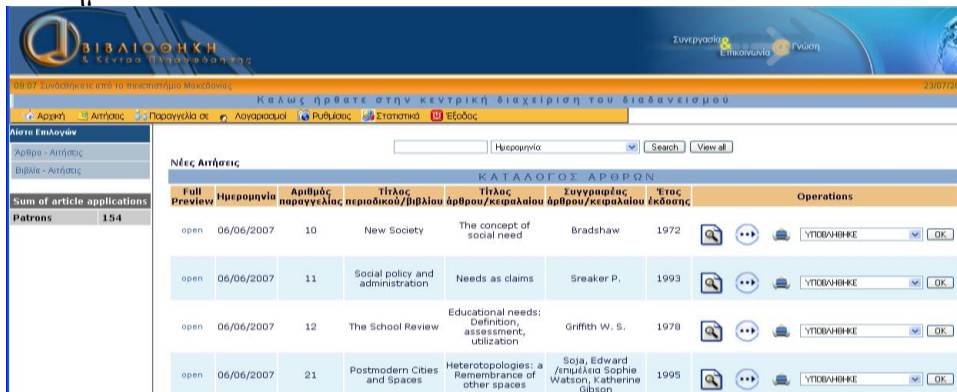 ΒΙΒΛΙΟΘΗΚΗ
& Κέντρο Πληροφόρησης
Συνεργασία & Επικοινωνία @ Γνώση
09:07 Συνδεθήκατε από το πανεπιστήμιο Μακεδονίας 23/07/20
Καλως ήρθατε στην κεντρική διαχείριση του διαδανεισμού
Αρχική Αιτήσεις Παραγγελία σε Λογαριασμοί Ρυθμίσεις Στατιστικά Έξοδος
Λίστα Επιλογών
Άρθρα - Αιτήσεις
Βιβλία - Αιτήσεις
Sum of article applications
Patrons 154
Ημερομηνία Search View all
Νέες Αιτήσεις
ΚΑΤΑΛΟΓΟΣ ΑΡΘΡΩΝ
Full Preview Ημερομηνία Αριθμός παραγγελίας Τίτλος περιοδικού/βιβλίου Τίτλος άρθρου/κεφαλαίου Συγγραφέας άρθρου/κεφαλαίου Έτος έκδοσης Operations
open 06/06/2007 10 New Society The concept of social need Bradshaw 1972 ΥΠΟΒΛΗΘΗΚΕ OK
open 06/06/2007 11 Social policy and administration Needs as claims Sreaker P. 1993 ΥΠΟΒΛΗΘΗΚΕ OK
open 06/06/2007 12 The School Review Educational needs: Definition, assessment, utilization Griffith W. S. 1978 ΥΠΟΒΛΗΘΗΚΕ OK
open 06/06/2007 21 Postmodern Cities and Spaces Heterotopologies: a Remembrance of other spaces Soja, Edward /επιμέλεια Sophie Watson, Katherine Gibson 1995 ΥΠΟΒΛΗΘΗΚΕ OK